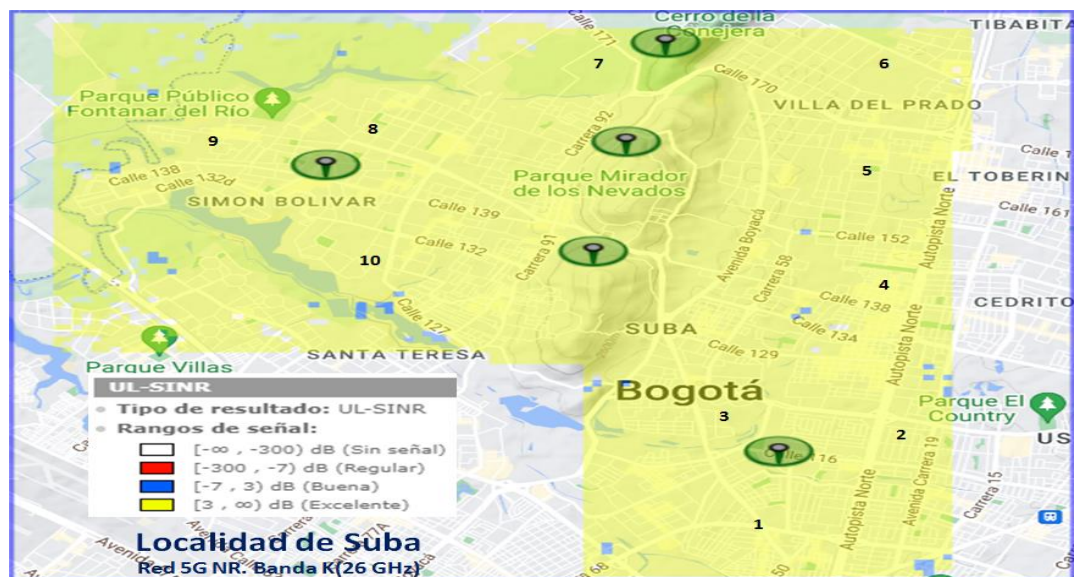 Cerro de la
Conejera
TIBABITA
Calle 171
7
6
Calle 170
Parque Público
Fontanar del Río
VILLA DEL PRADO
8
9
Carrera 92
Calle 138
Calle 132d
Parque Mirador
de los Nevados
5
EL TOBERIN
SIMON BOLIVAR
Calle 139
Calle 161
Autopista Norte
Calle 132
Carrera 91
Avenida Boyacá
Carrera 58
Calle 152
10
4
Calle 138
CEDRITO
Calle 127
SUBA
Calle 134
Calle 129
SANTA TERESA
Parque Villas
Autopista Norte
Bogotá
Parque El
Country
UL-SINR
Tipo de resultado: UL-SINR
Rangos de señal:
[-∞ , -300) dB (Sin señal)
[-300 , -7) dB (Regular)
[-7 , 3) dB (Buena)
[3 , ∞) dB (Excelente)
3
2
US
Calle 116
Avenida Carrera 19
Carrera 15
Autopista Norte
1
Localidad de Suba
Red 5G NR. Banda K(26 GHz)